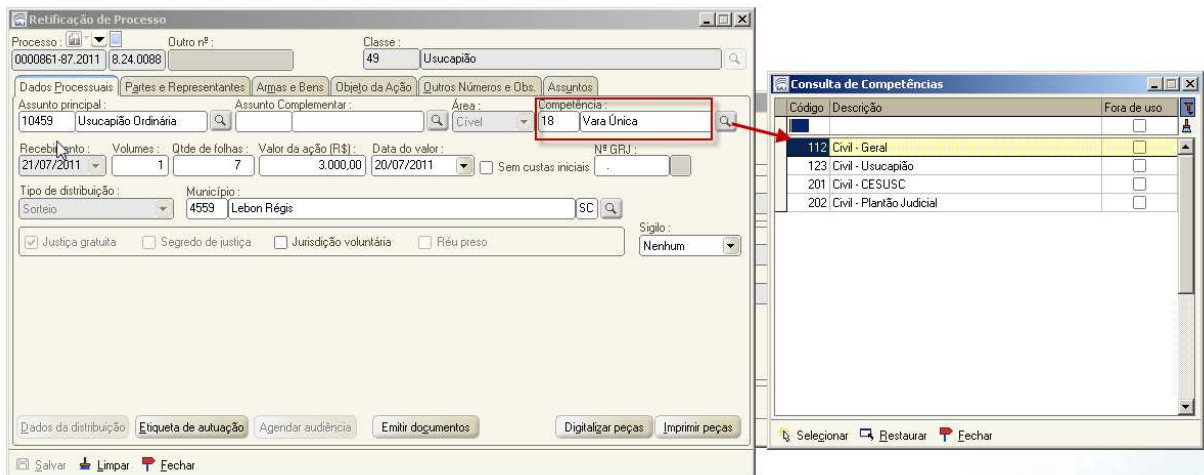 Retificação de Processo
Processo : Outro nº : Classe :
0000861-87.2011 8.24.0088 49 Usucapião
Dados Processuais Partes e Representantes Armas e Bens Objeto da Ação Outros Números e Obs. Assuntos
Assunto principal : Assunto Complementar : Área : Competência :
10459 Usucapião Ordinária Cível 18 Vara Única
Recebimento : Volumes : Qtde de folhas : Valor da ação (R$) : Data do valor : Nº GRJ :
21/07/2011 1 7 3.000,00 20/07/2011 Sem custas iniciais .
Tipo de distribuição : Município :
Sorteio 4559 Lebon Régis SC
Sigilo :
Justiça gratuita Segredo de justiça Jurisdição voluntária Réu preso Nenhum
Dados da distribuição Etiqueta de autuação Agendar audiência Emitir documentos Digitalizar peças Imprimir peças
Salvar Limpar Fechar
Consulta de Competências
Código Descrição Fora de uso
112 Civil - Geral
123 Civil - Usucapião
201 Civil - CESUSC
202 Civil - Plantão Judicial
Selecionar Restaurar Fechar